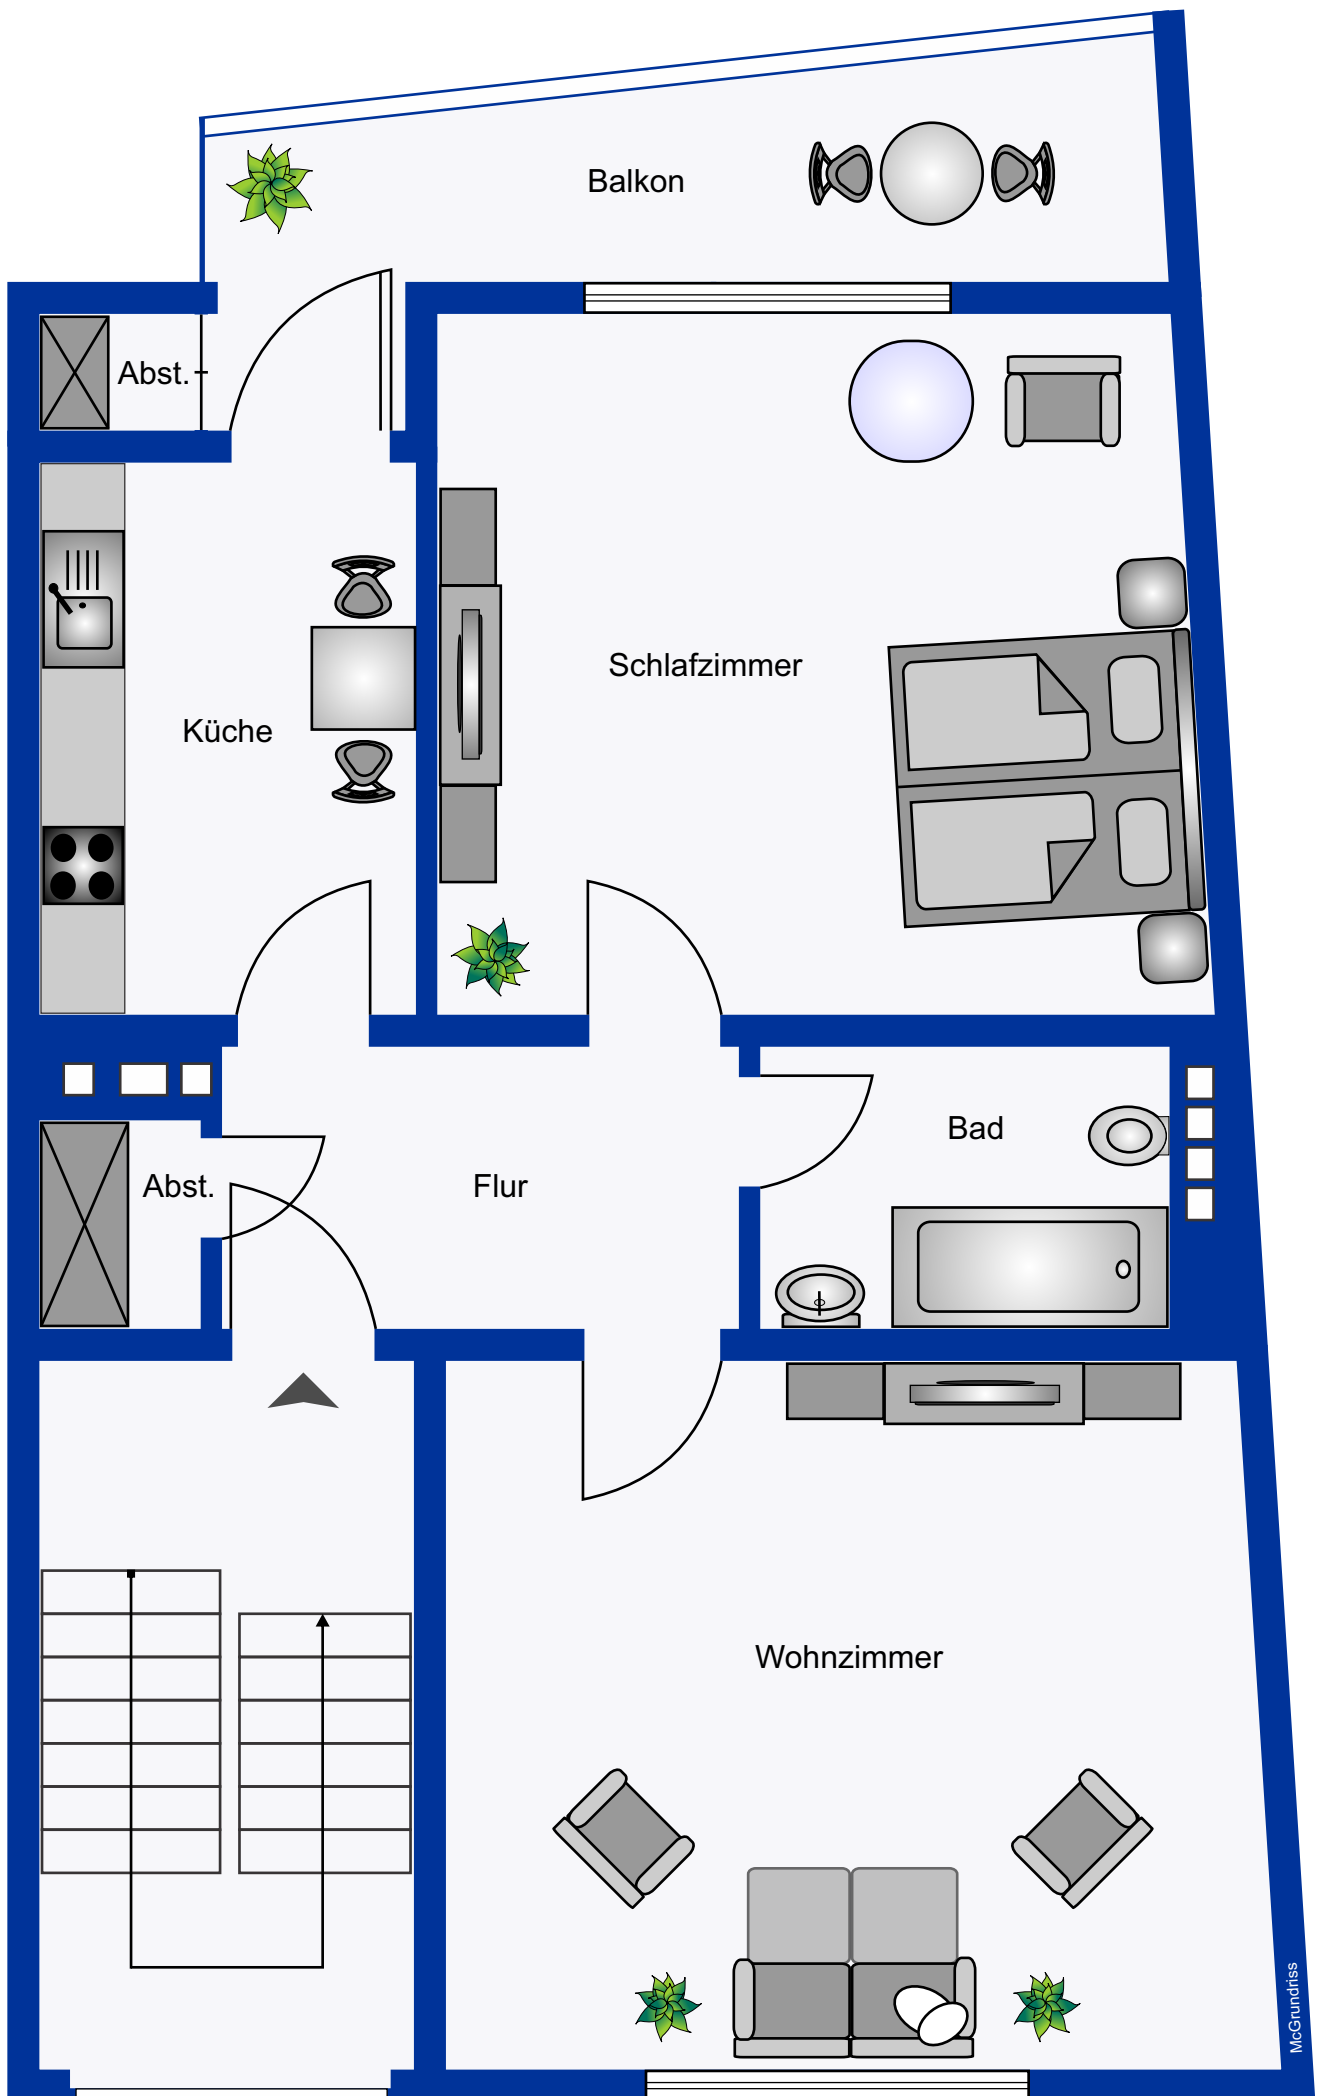 Balkon
Abst.
Schlafzimmer
Küche
Bad
Abst.
Flur
Wohnzimmer
McGrundriss